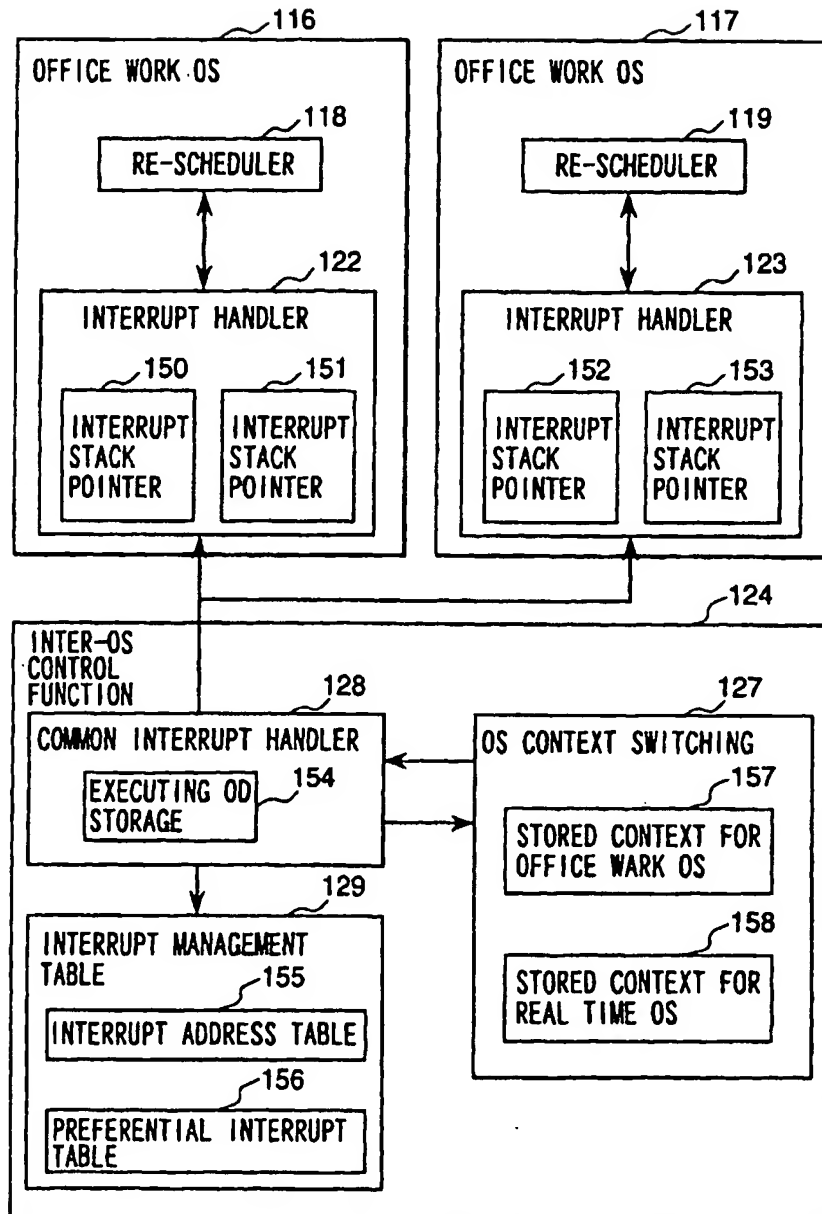 116
OFFICE WORK OS
118
RE-SCHEDULER
122
INTERRUPT HANDLER
150
INTERRUPT
STACK
POINTER
151
INTERRUPT
STACK
POINTER
117
OFFICE WORK OS
119
RE-SCHEDULER
123
INTERRUPT HANDLER
152
INTERRUPT
STACK
POINTER
153
INTERRUPT
STACK
POINTER
124
INTER-OS
CONTROL
FUNCTION
128
COMMON INTERRUPT HANDLER
154
EXECUTING OD
STORAGE
129
INTERRUPT MANAGEMENT
TABLE
155
INTERRUPT ADDRESS TABLE
156
PREFERENTIAL INTERRUPT
TABLE
127
OS CONTEXT SWITCHING
157
STORED CONTEXT FOR
OFFICE WARK OS
158
STORED CONTEXT FOR
REAL TIME OS